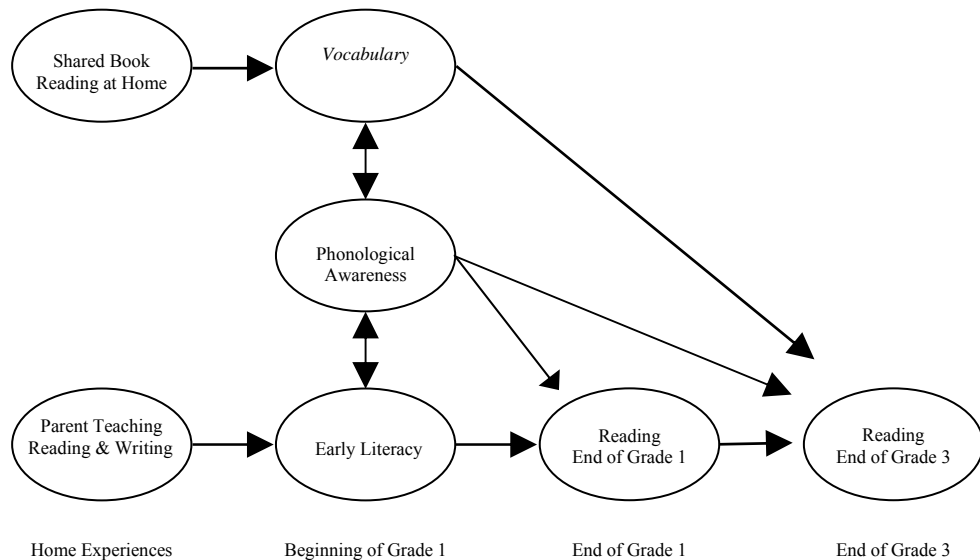 Shared Book
Reading at Home
Vocabulary
Phonological
Awareness
Parent Teaching
Reading & Writing
Early Literacy
Reading
End of Grade 1
Reading
End of Grade 3
Home Experiences
Beginning of Grade 1
End of Grade 1
End of Grade 3